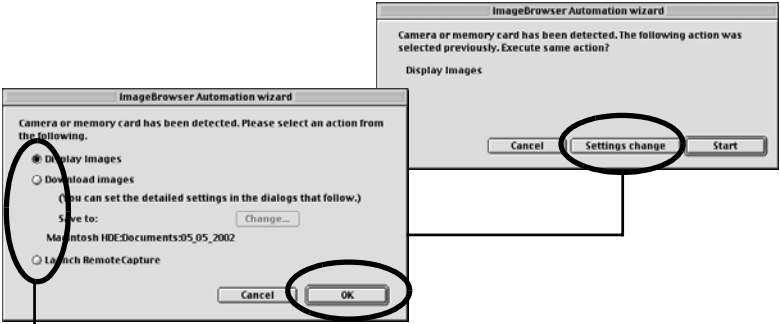 ImageBrowser Automation wizard
Camera or memory card has been detected. The following action was
selected previously. Execute same action?
Display Images
Cancel
Settings change
Start
ImageBrowser Automation wizard
Camera or memory card has been detected. Please select an action from
the following.
Display Images
Download images
(You can set the detailed settings in the dialogs that follow.)
Save to:
Change...
Macintosh HDE:Documents:05_05_2002
Launch RemoteCapture
Cancel
OK